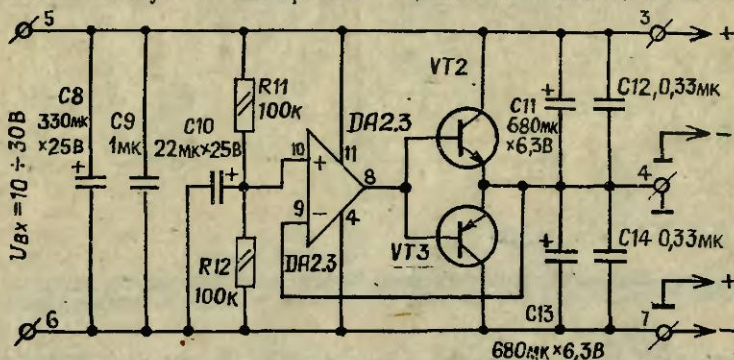 5
3
+
R11
100к
VT2
C8
330мк
×25В
C9
1мк
C10
22мк×25В
+
+
10
+
11
DA2.3
8
9
−
4
DA2.3
C11
680мк
×6,3В
+
C12, 0,33мк
−
4
Uвх = 10 ÷ 30В
R12
100к
VT3
+
C14 0,33мк
C13
680мк×6,3В
+
6
7
−